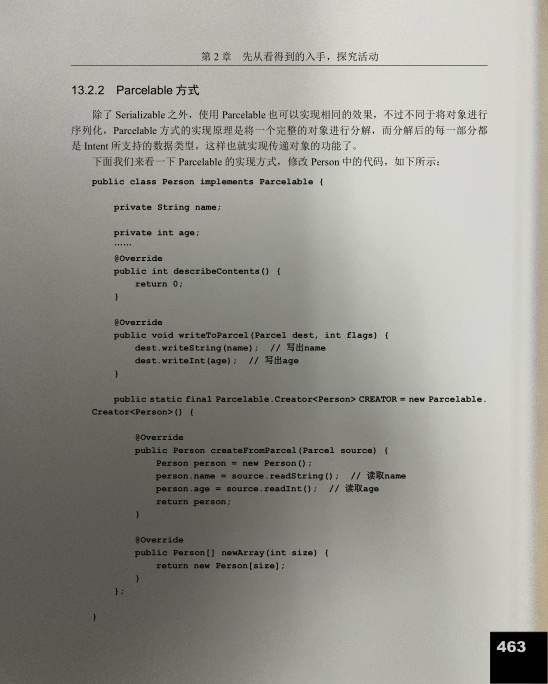 第 2 章 先从看得到的入手，探究活动
13.2.2 Parcelable 方式
除了 Serializable 之外，使用 Parcelable 也可以实现相同的效果，不过不同于将对象进行
序列化，Parcelable 方式的实现原理是将一个完整的对象进行分解，而分解后的每一部分都
是 Intent 所支持的数据类型，这样也就实现传递对象的功能了。
下面我们来看一下 Parcelable 的实现方式，修改 Person 中的代码，如下所示：
public class Person implements Parcelable {
private String name;
private int age;
……
@Override
public int describeContents() {
return 0;
}
@Override
public void writeToParcel(Parcel dest, int flags) {
dest.writeString(name); // 写出name
dest.writeInt(age); // 写出age
}
public static final Parcelable.Creator<Person> CREATOR = new Parcelable.
Creator<Person>() {
@Override
public Person createFromParcel(Parcel source) {
Person person = new Person();
person.name = source.readString(); // 读取name
person.age = source.readInt(); // 读取age
return person;
}
@Override
public Person[] newArray(int size) {
return new Person[size];
}
};
}
463